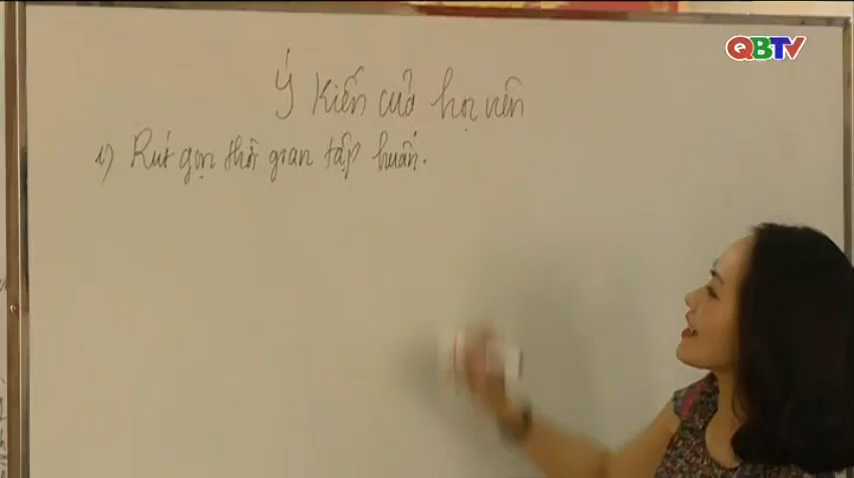 QBTV
Ý kiến của học viên
1) Rút gọn thời gian tập huấn.